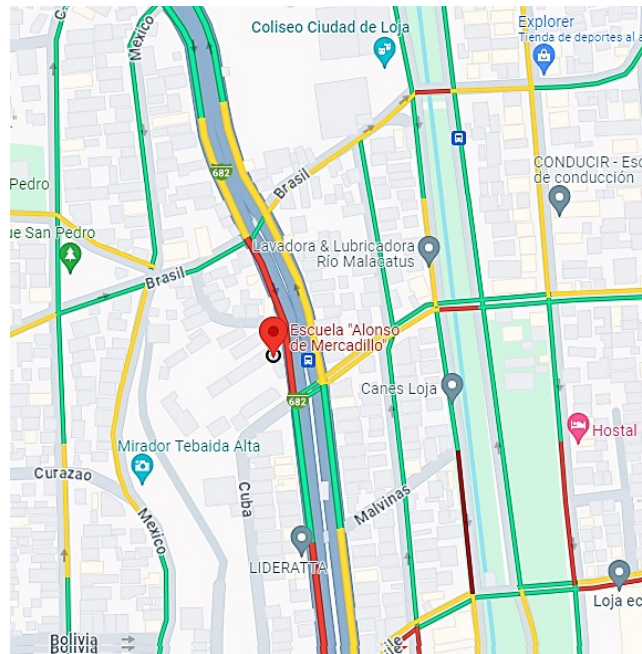 Ca
México
Coliseo Ciudad de Loja
Explorer
Tienda de deportes al a
682
Brasil
CONDUCIR - Esc
de conducción
Pedro
ue San Pedro
Lavadora & Lubricadora
Río Malacatus
Brasil
Escuela "Alonso
de Mercadillo"
682
Canes Loja
Mirador Tebaida Alta
Hostal
Curazao
Cuba
México
Malvinas
LIDERATTA
Loja ec
Bolivia
Bolivia
ile